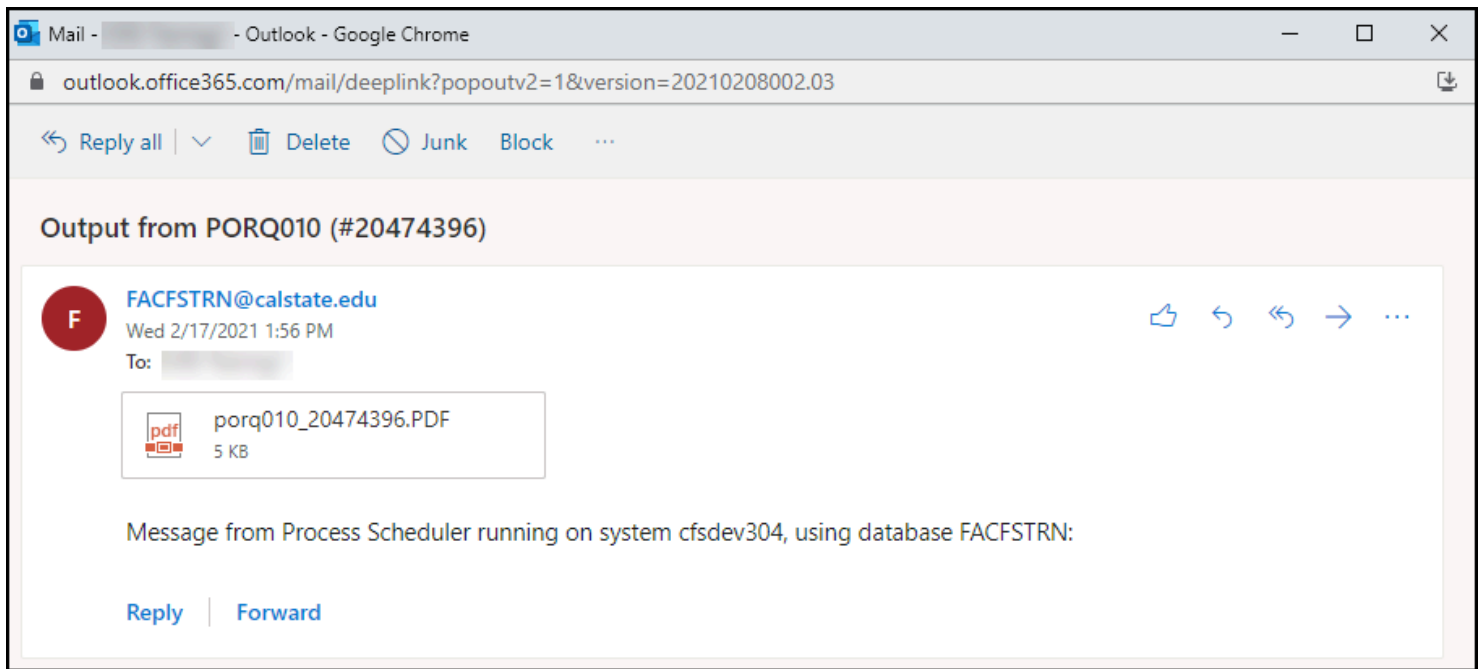 Mail - - Outlook - Google Chrome
outlook.office365.com/mail/deeplink?popoutv2=1&version=20210208002.03
Reply all Delete Junk Block ...
Output from PORQ010 (#20474396)
F
FACFSTRN@calstate.edu
Wed 2/17/2021 1:56 PM
To:
pdf
porq010_20474396.PDF
5 KB
Message from Process Scheduler running on system cfsdev304, using database FACFSTRN:
Reply Forward